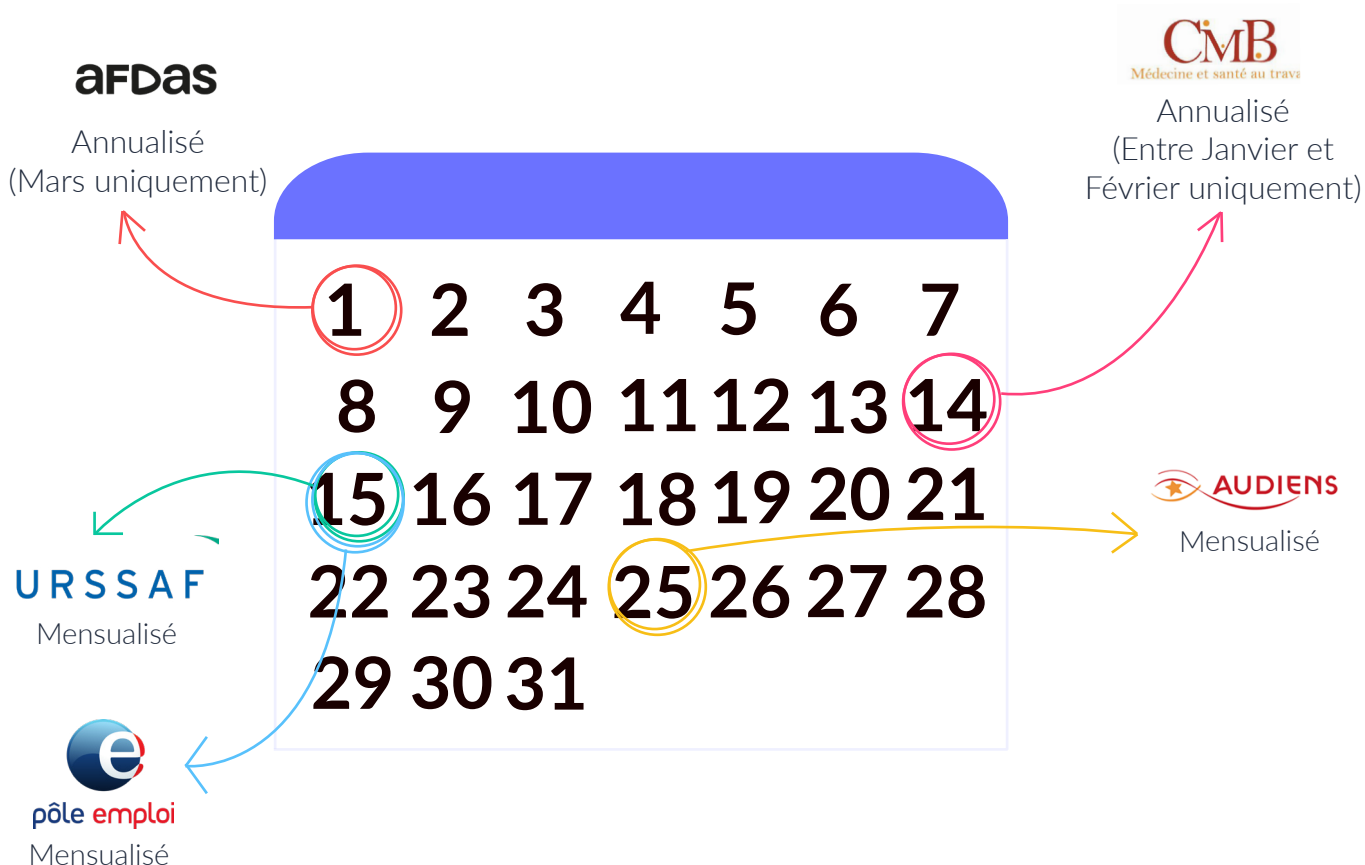 afdas
Annualisé
(Mars uniquement)
CMB
Médecine et santé au trava
Annualisé
(Entre Janvier et
Février uniquement)
1 2 3 4 5 6 7
8 9 10 11 12 13 14
15 16 17 18 19 20 21
22 23 24 25 26 27 28
29 30 31
AUDIENS
Mensualisé
URSSAF
Mensualisé
e
pôle emploi
Mensualisé